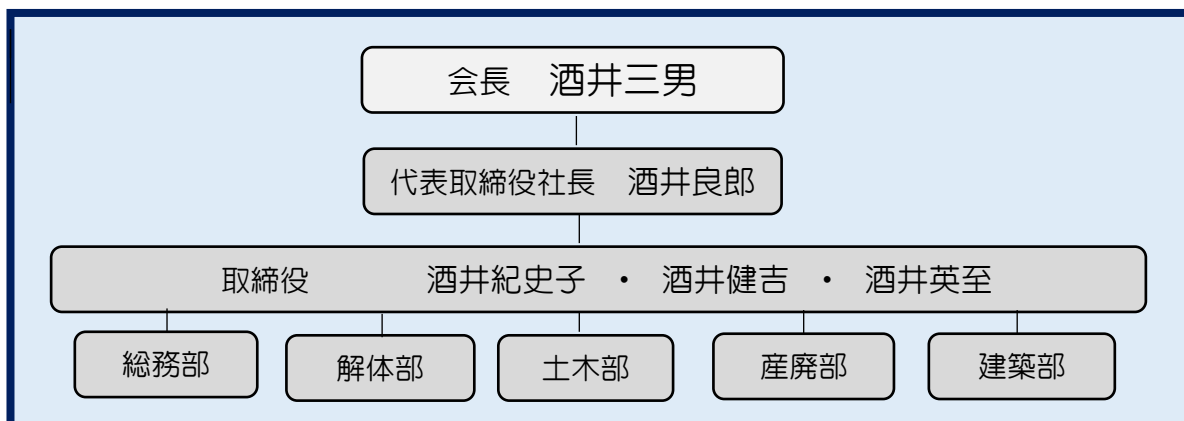 会長　酒井三男
代表取締役社長　酒井良郎
取締役　酒井紀史子　・　酒井健吉　・　酒井英至
総務部　解体部　土木部　産廃部　建築部